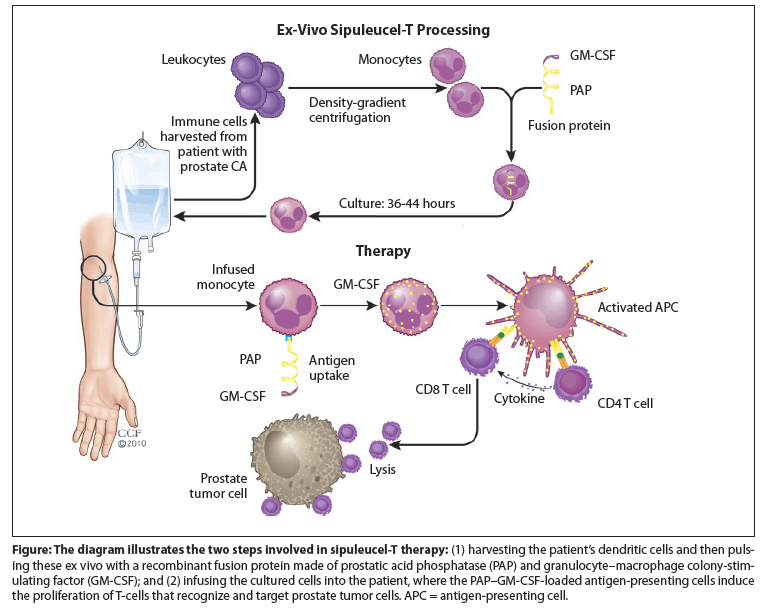 Ex-Vivo Sipuleucel-T Processing
Leukocytes
Monocytes
GM-CSF
PAP
Fusion protein
Density-gradient
centrifugation
Immune cells
harvested from
patient with
prostate CA
Culture: 36-44 hours
Therapy
Infused
monocyte
GM-CSF
Activated APC
PAP
Antigen
uptake
GM-CSF
CD8 T cell
Cytokine
CD4 T cell
CCF
©2010
Lysis
Prostate
tumor cell
Figure: The diagram illustrates the two steps involved in sipuleucel-T therapy: (1) harvesting the patient's dendritic cells and then puls-
ing these ex vivo with a recombinant fusion protein made of prostatic acid phosphatase (PAP) and granulocyte–macrophage colony-stim-
ulating factor (GM-CSF); and (2) infusing the cultured cells into the patient, where the PAP–GM-CSF-loaded antigen-presenting cells induce
the proliferation of T-cells that recognize and target prostate tumor cells. APC = antigen-presenting cell.